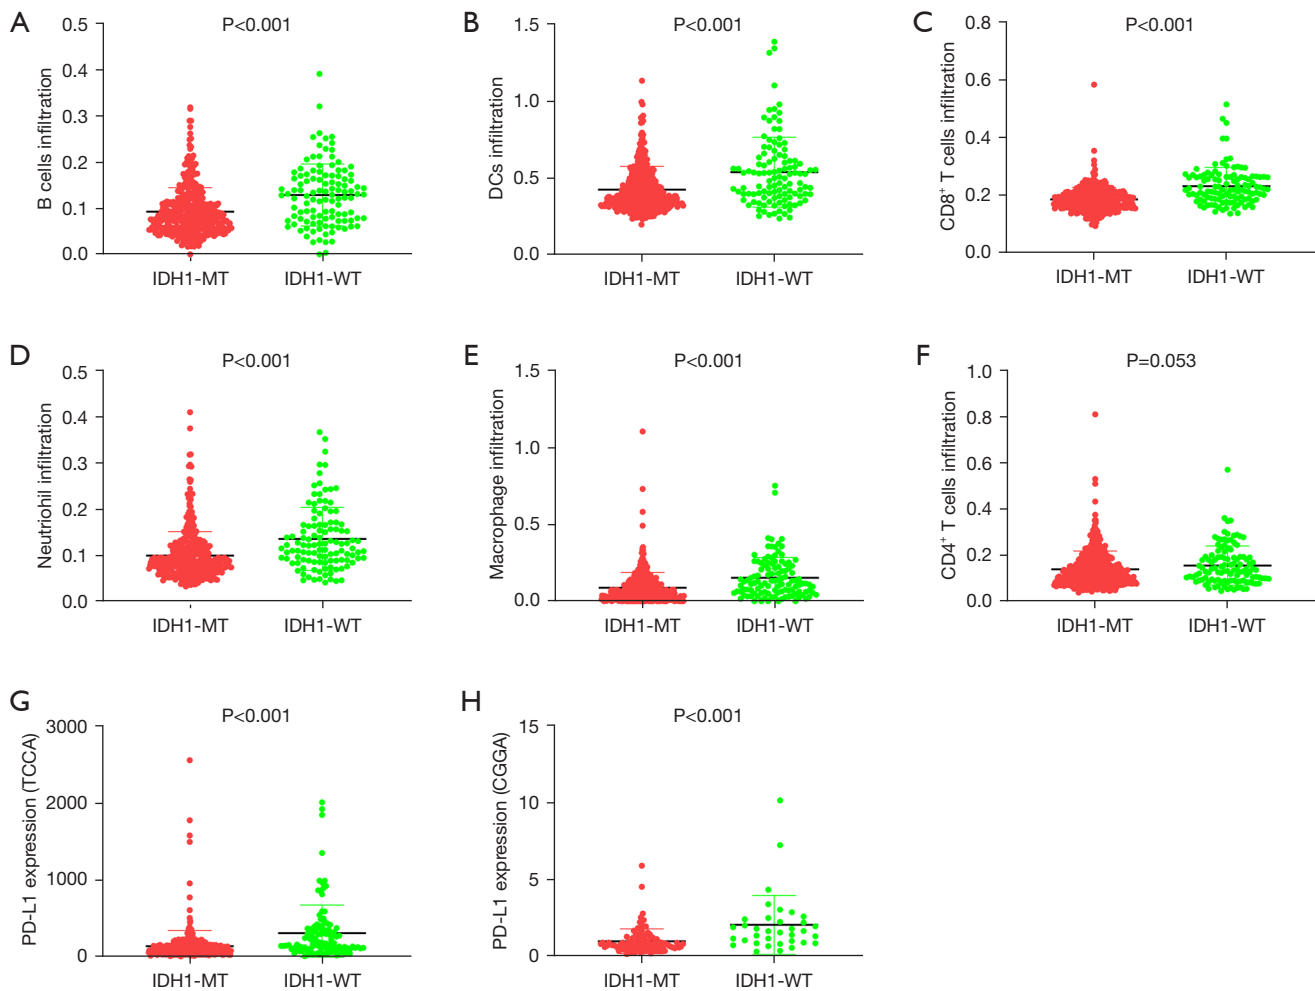 A
P<0.001
B cells infiltration
0.5
0.4
0.3
0.2
0.1
0.0
IDH1-MT IDH1-WT
B
P<0.001
DCs infiltration
1.5
1.0
0.5
0.0
IDH1-MT IDH1-WT
C
P<0.001
CD8+ T cells infiltration
0.8
0.6
0.4
0.2
0.0
IDH1-MT IDH1-WT
D
P<0.001
Neutriohil infiltration
0.5
0.4
0.3
0.2
0.1
0.0
IDH1-MT IDH1-WT
E
P<0.001
Macrophage infiltration
1.5
1.0
0.5
0.0
IDH1-MT IDH1-WT
F
P=0.053
CD4+ T cells infiltration
1.0
0.8
0.6
0.4
0.2
0.0
IDH1-MT IDH1-WT
G
P<0.001
PD-L1 expression (TCCA)
3000
2000
1000
0
IDH1-MT IDH1-WT
H
P<0.001
PD-L1 expression (CGGA)
15
10
5
0
IDH1-MT IDH1-WT